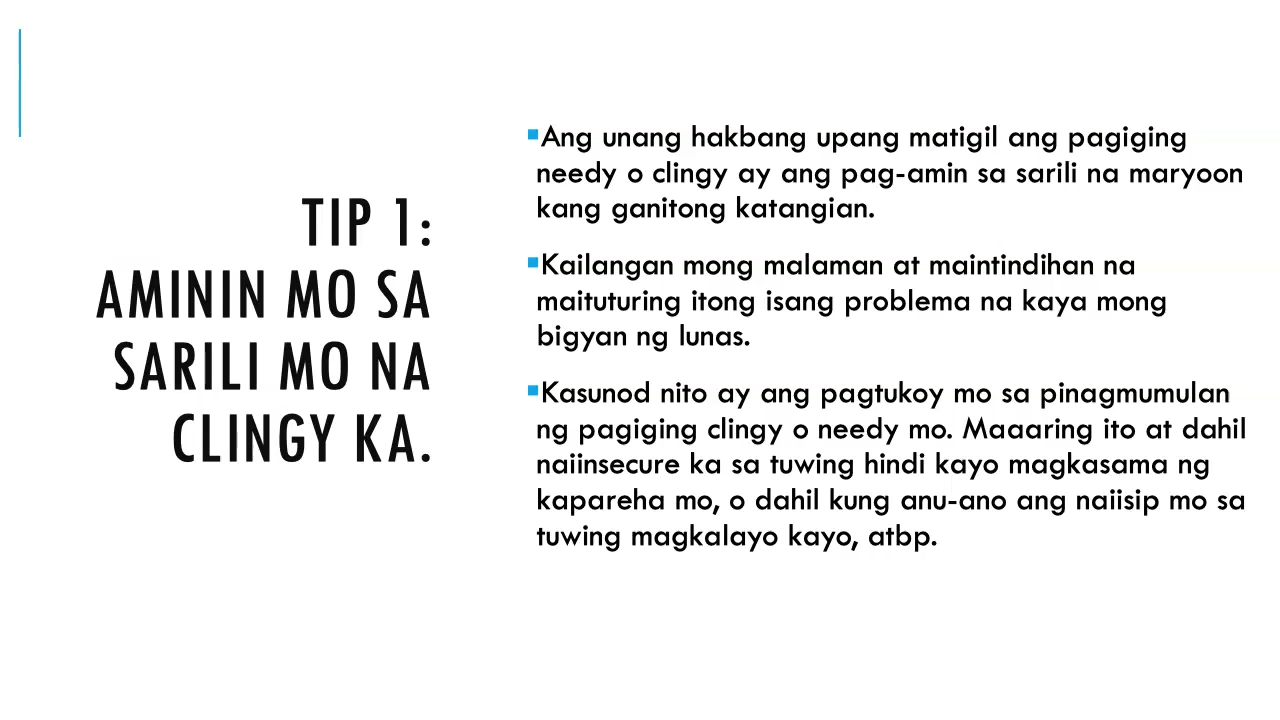 TIP 1:
AMININ MO SA
SARILI MO NA
CLINGY KA.
▪Ang unang hakbang upang matigil ang pagiging
needy o clingy ay ang pag-amin sa sarili na maryoon
kang ganitong katangian.
▪Kailangan mong malaman at maintindihan na
maituturing itong isang problema na kaya mong
bigyan ng lunas.
▪Kasunod nito ay ang pagtukoy mo sa pinagmumulan
ng pagiging clingy o needy mo. Maaaring ito at dahil
naiinsecure ka sa tuwing hindi kayo magkasama ng
kapareha mo, o dahil kung anu-ano ang naiisip mo sa
tuwing magkalayo kayo, atbp.